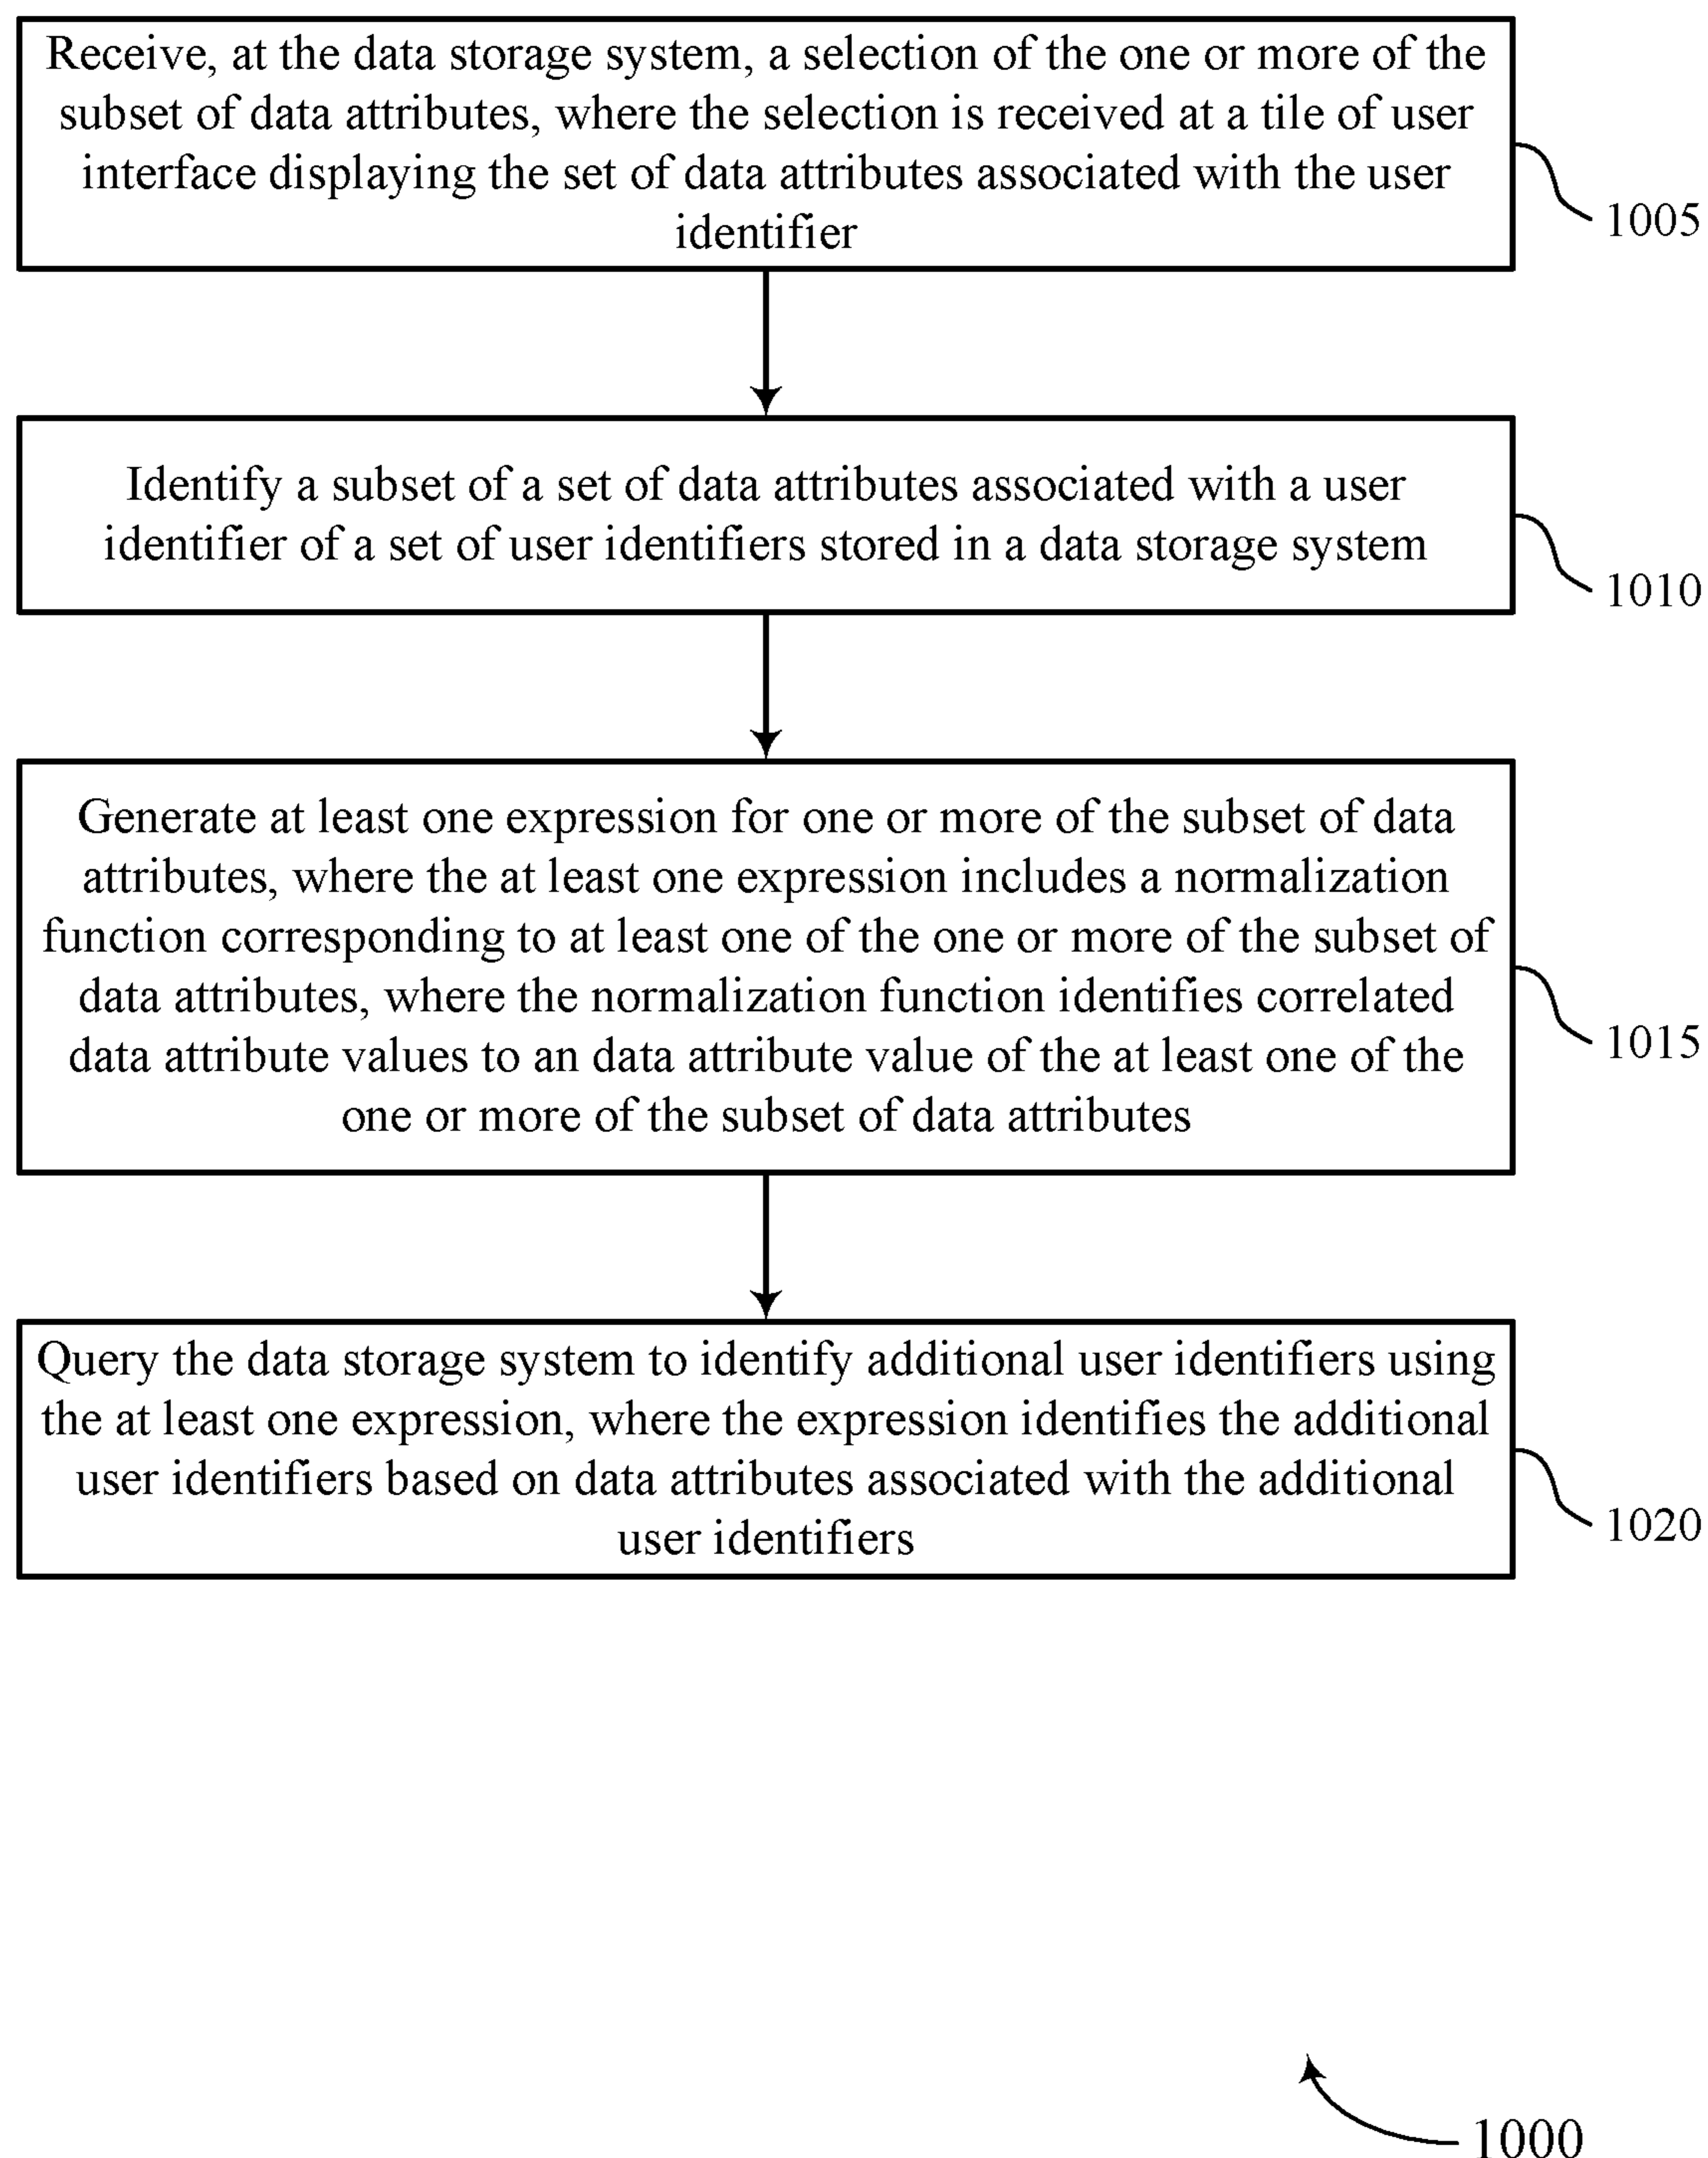 Receive, at the data storage system, a selection of the one or more of the
subset of data attributes, where the selection is received at a tile of user
interface displaying the set of data attributes associated with the user
identifier
1005
Identify a subset of a set of data attributes associated with a user
identifier of a set of user identifiers stored in a data storage system
1010
Generate at least one expression for one or more of the subset of data
attributes, where the at least one expression includes a normalization
function corresponding to at least one of the one or more of the subset of
data attributes, where the normalization function identifies correlated
data attribute values to an data attribute value of the at least one of the
one or more of the subset of data attributes
1015
Query the data storage system to identify additional user identifiers using
the at least one expression, where the expression identifies the additional
user identifiers based on data attributes associated with the additional
user identifiers
1020
1000